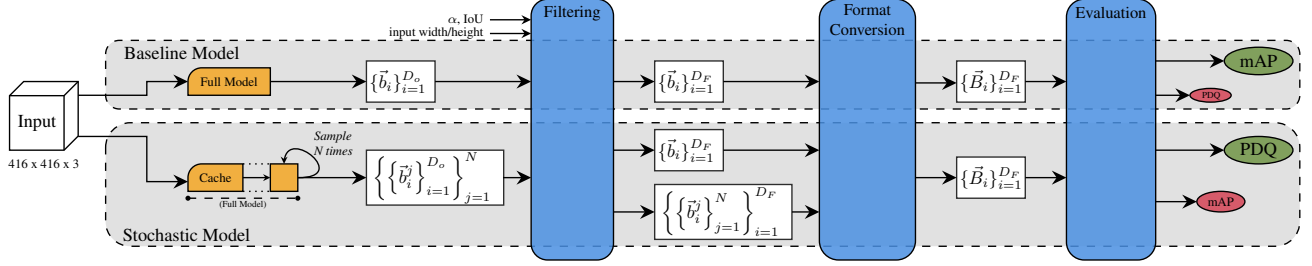 α, IoU
input width/height
Filtering
Format
Conversion
Evaluation
Baseline Model
Full Model
{b⃗_i}_{i=1}^{D_o}
{b⃗_i}_{i=1}^{D_F}
{B⃗_i}_{i=1}^{D_F}
mAP
PDQ
Input
416 x 416 x 3
Sample
N times
Cache
(Full Model)
{{b⃗_i^j}_{i=1}^{D_o}}_{j=1}^{N}
{b⃗_i}_{i=1}^{D_F}
{{b⃗_i^j}_{j=1}^{N}}_{i=1}^{D_F}
{B⃗_i}_{i=1}^{D_F}
PDQ
mAP
Stochastic Model